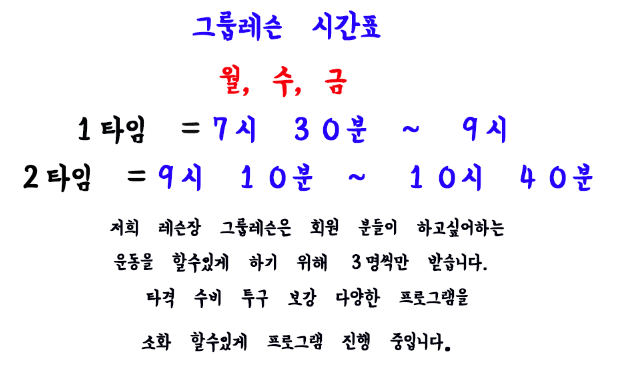 그룹레슨 시간표
월, 수, 금
1타임 = 7시 30분 ~ 9시
2타임 = 9시 10분 ~ 10시 40분
저희 레슨장 그룹레슨은 회원 분들이 하고싶어하는
운동을 할수있게 하기 위해 3명씩만 받습니다.
타격 수비 투구 보강 다양한 프로그램을
소화 할수있게 프로그램 진행 중입니다.